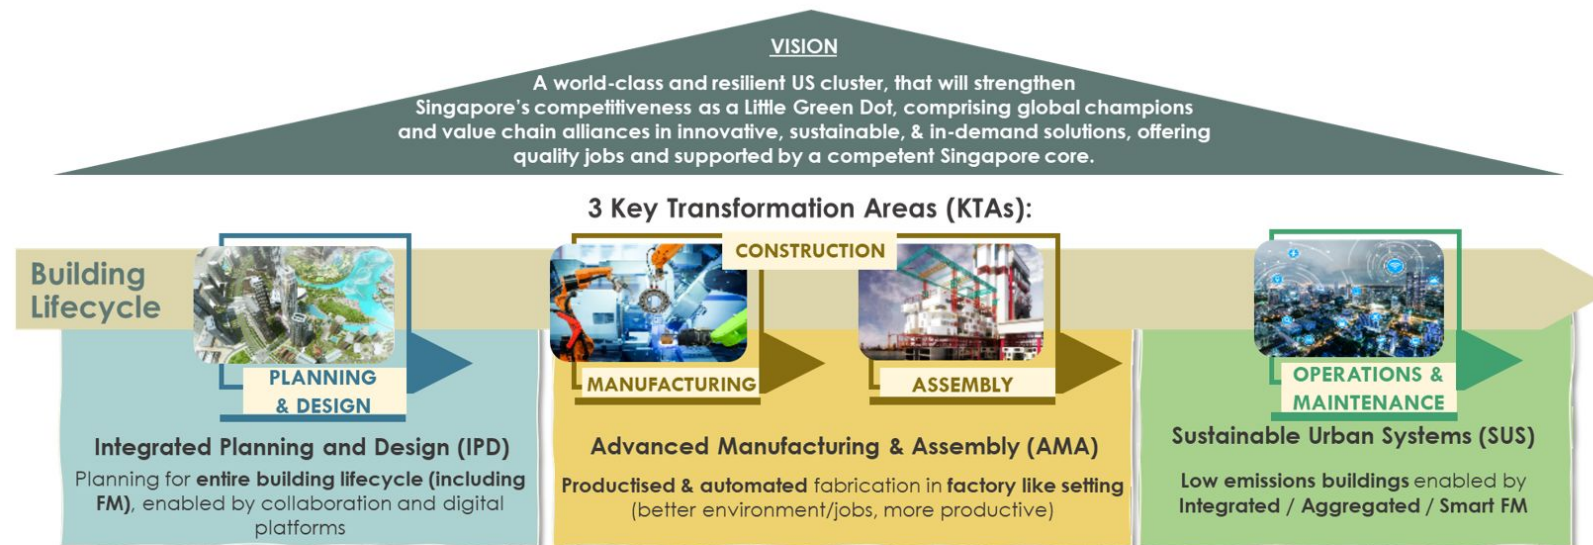 VISION
A world-class and resilient US cluster, that will strengthen
Singapore's competitiveness as a Little Green Dot, comprising global champions
and value chain alliances in innovative, sustainable, & in-demand solutions, offering
quality jobs and supported by a competent Singapore core.
3 Key Transformation Areas (KTAs):
Building
Lifecycle
PLANNING
& DESIGN
CONSTRUCTION
MANUFACTURING
ASSEMBLY
OPERATIONS &
MAINTENANCE
Integrated Planning and Design (IPD)
Planning for entire building lifecycle (including
FM), enabled by collaboration and digital
platforms
Advanced Manufacturing & Assembly (AMA)
Productised & automated fabrication in factory like setting
(better environment/jobs, more productive)
Sustainable Urban Systems (SUS)
Low emissions buildings enabled by
Integrated / Aggregated / Smart FM